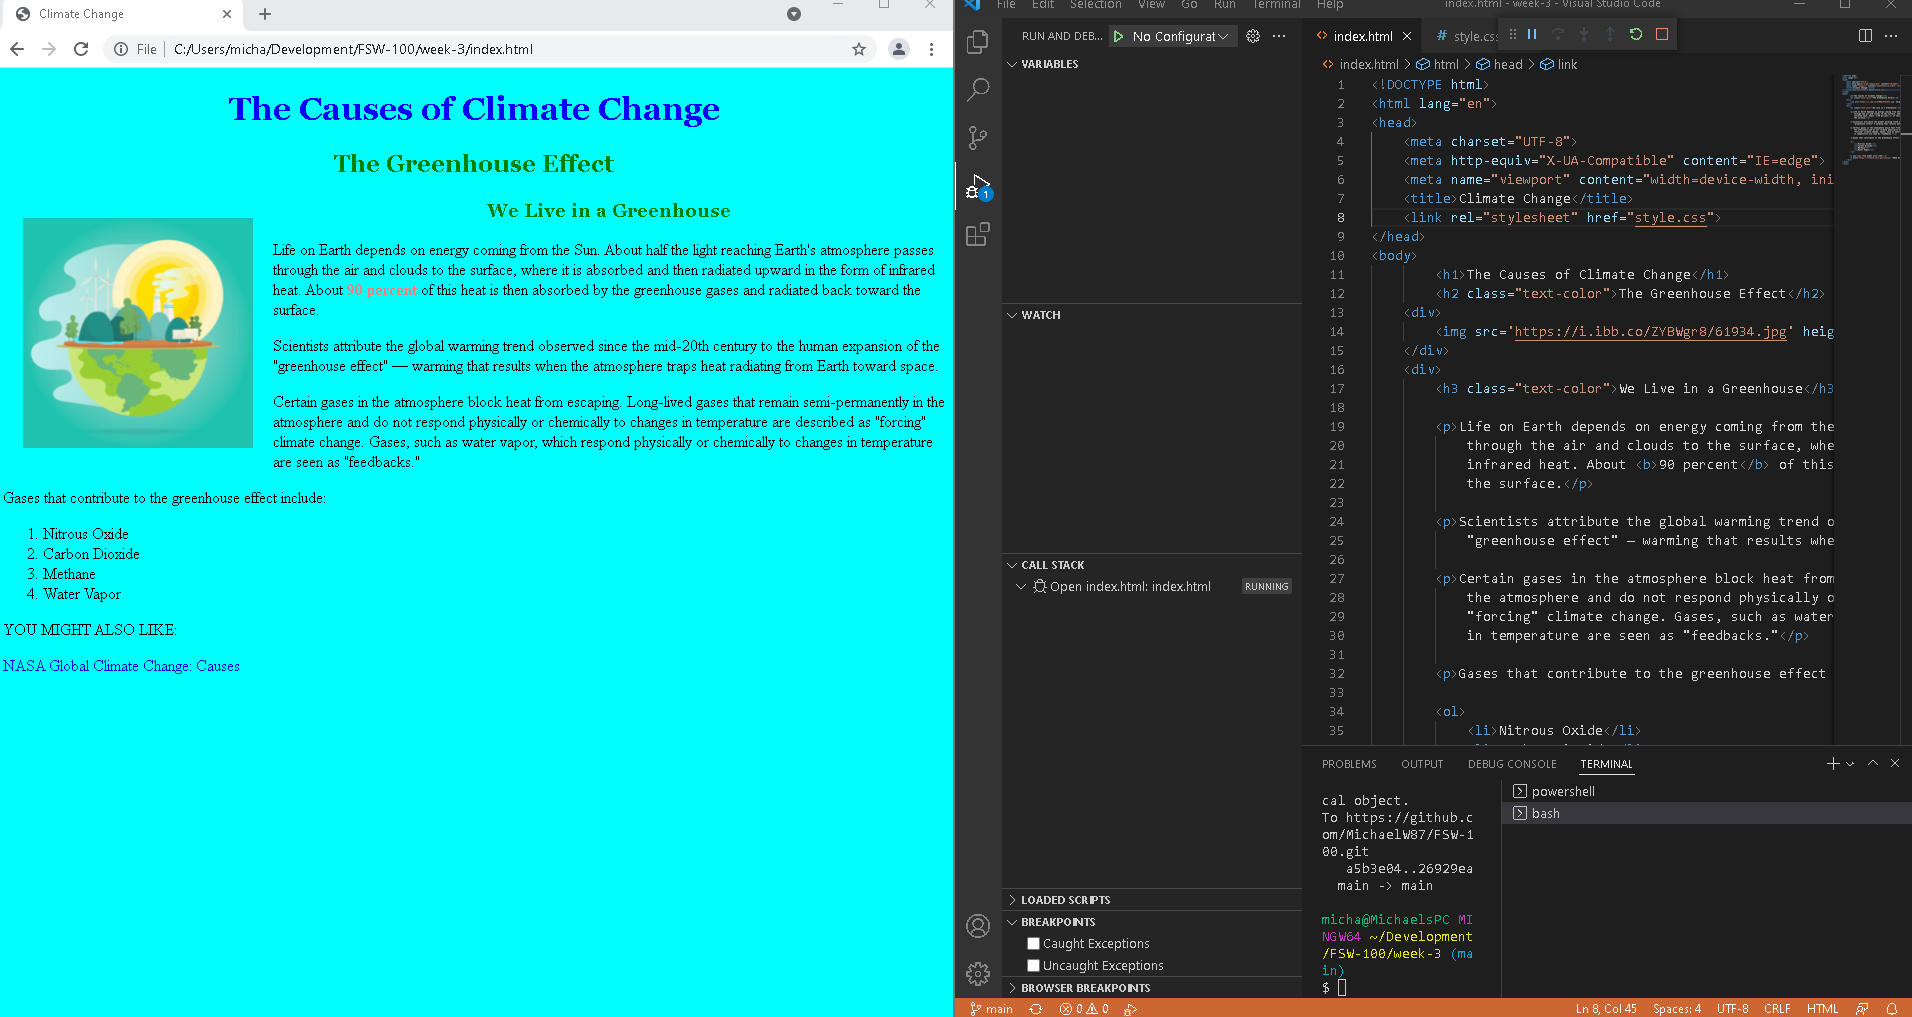 Climate Change
File
C:/Users/micha/Development/FSW-100/week-3/index.html
The Causes of Climate Change
The Greenhouse Effect
We Live in a Greenhouse
Life on Earth depends on energy coming from the Sun. About half the light reaching Earth's atmosphere passes
through the air and clouds to the surface, where it is absorbed and then radiated upward in the form of infrared
heat. About 90 percent of this heat is then absorbed by the greenhouse gases and radiated back toward the
surface.
Scientists attribute the global warming trend observed since the mid-20th century to the human expansion of the
"greenhouse effect" — warming that results when the atmosphere traps heat radiating from Earth toward space.
Certain gases in the atmosphere block heat from escaping. Long-lived gases that remain semi-permanently in the
atmosphere and do not respond physically or chemically to changes in temperature are described as "forcing"
climate change. Gases, such as water vapor, which respond physically or chemically to changes in temperature
are seen as "feedbacks."
Gases that contribute to the greenhouse effect include:
1. Nitrous Oxide
2. Carbon Dioxide
3. Methane
4. Water Vapor
YOU MIGHT ALSO LIKE:
NASA Global Climate Change: Causes
File Edit Selection View Go Run Terminal Help
index.html - week-3 - Visual Studio Code
RUN AND DEB...
No Configurat
1
VARIABLES
WATCH
CALL STACK
Open index.html: index.html
RUNNING
LOADED SCRIPTS
BREAKPOINTS
Caught Exceptions
Uncaught Exceptions
BROWSER BREAKPOINTS
index.html
# style.css
index.html > html > head > link
1 <!DOCTYPE html>
2 <html lang="en">
3 <head>
4 <meta charset="UTF-8">
5 <meta http-equiv="X-UA-Compatible" content="IE=edge">
6 <meta name="viewport" content="width=device-width, ini
7 <title>Climate Change</title>
8 <link rel="stylesheet" href="style.css">
9 </head>
10 <body>
11 <h1>The Causes of Climate Change</h1>
12 <h2 class="text-color">The Greenhouse Effect</h2>
13 <div>
14 <img src='https://i.ibb.co/ZYBWgr8/61934.jpg' heig
15 </div>
16 <div>
17 <h3 class="text-color">We Live in a Greenhouse</h3
18
19 <p>Life on Earth depends on energy coming from the
20 through the air and clouds to the surface, whe
21 infrared heat. About <b>90 percent</b> of this
22 the surface.</p>
23
24 <p>Scientists attribute the global warming trend o
25 "greenhouse effect" — warming that results whe
26
27 <p>Certain gases in the atmosphere block heat from
28 the atmosphere and do not respond physically o
29 "forcing" climate change. Gases, such as water
30 in temperature are seen as "feedbacks."</p>
31
32 <p>Gases that contribute to the greenhouse effect
33
34 <ol>
35 <li>Nitrous Oxide</li>
PROBLEMS OUTPUT DEBUG CONSOLE TERMINAL
cal object.
To https://github.c
om/MichaelW87/FSW-1
00.git
a5b3e04..26929ea
main -> main
micha@MichaelsPC MI
NGW64 ~/Development
/FSW-100/week-3 (ma
in)
$
powershell
bash
main
0 0
Ln 8, Col 45 Spaces: 4 UTF-8 CRLF HTML